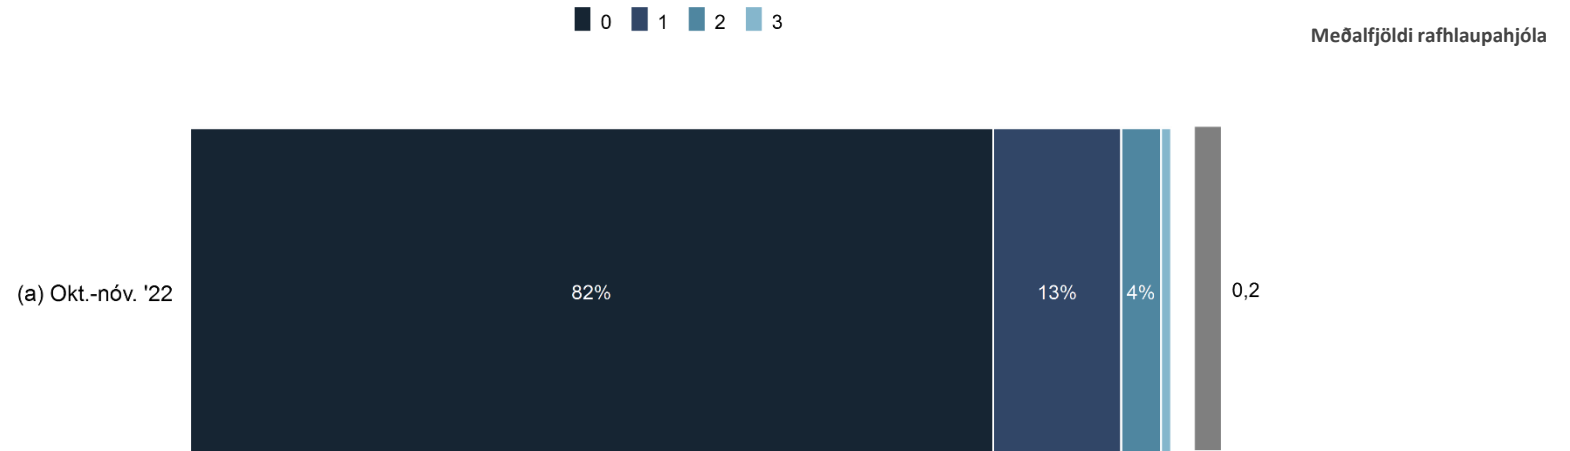 0 1 2 3
Meðalfjöldi rafhlaupahjóla
(a) Okt.-nóv. '22 82% 13% 4% 0,2